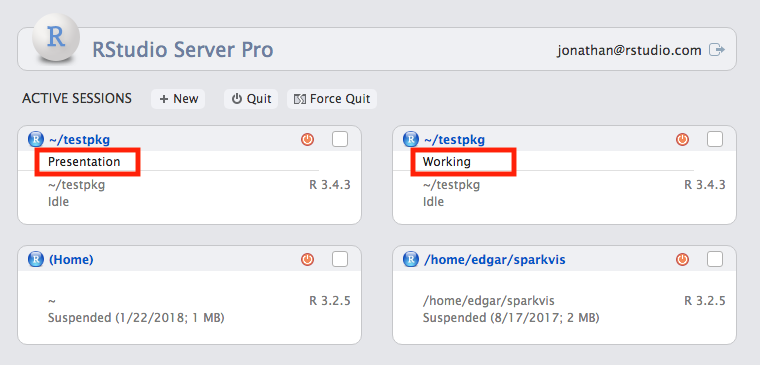 R
RStudio Server Pro
jonathan@rstudio.com
ACTIVE SESSIONS
+ New
Quit
Force Quit
R ~/testpkg
Presentation
~/testpkg R 3.4.3
Idle
R ~/testpkg
Working
~/testpkg R 3.4.3
Idle
R (Home)
~ R 3.2.5
Suspended (1/22/2018; 1 MB)
R /home/edgar/sparkvis
/home/edgar/sparkvis R 3.2.5
Suspended (8/17/2017; 2 MB)